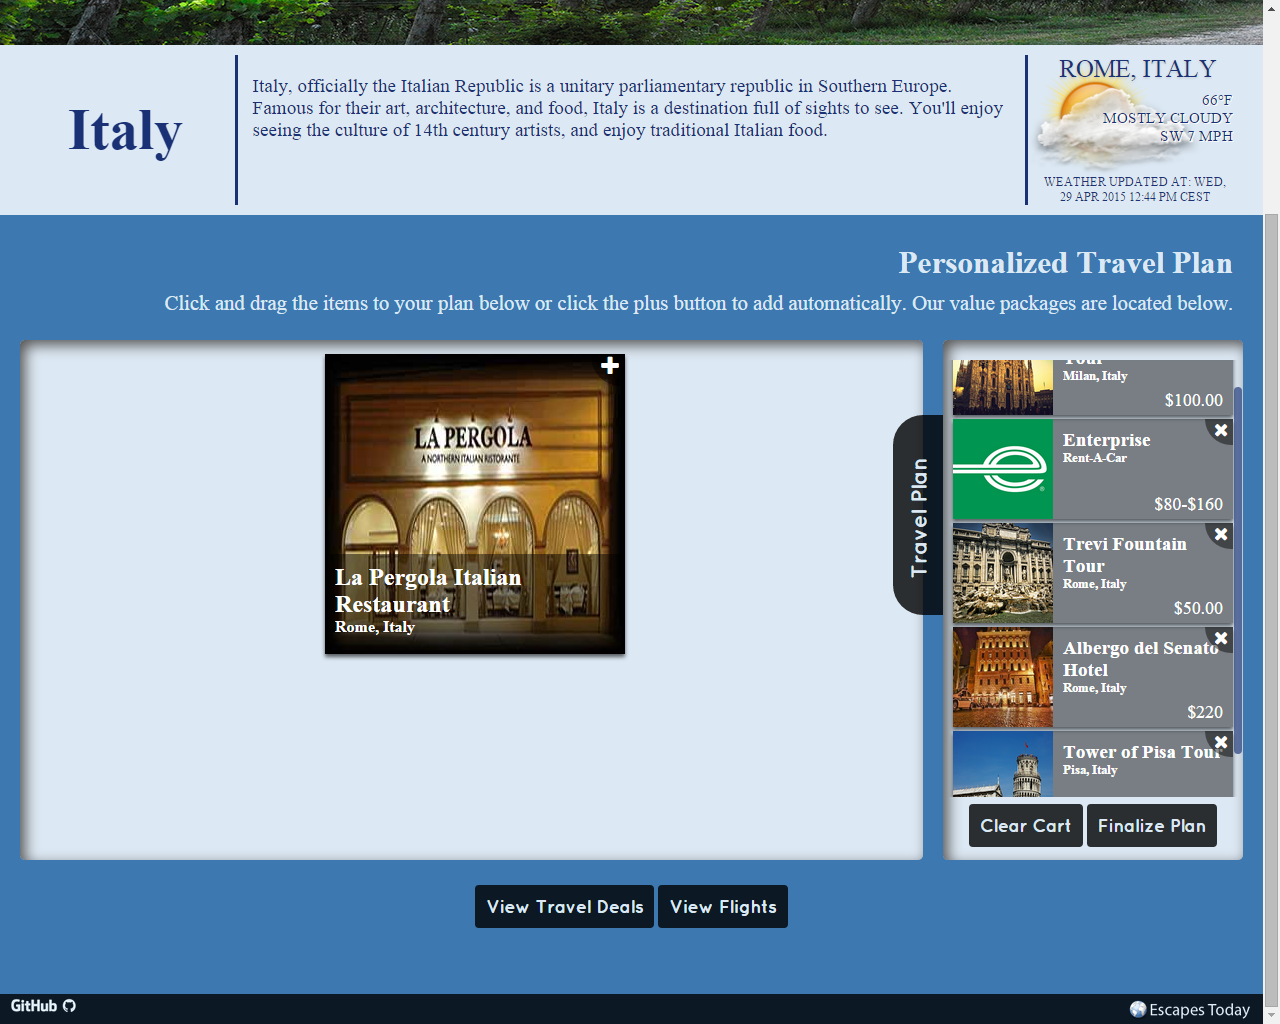 Italy
Italy, officially the Italian Republic is a unitary parliamentary republic in Southern Europe.
Famous for their art, architecture, and food, Italy is a destination full of sights to see. You'll enjoy
seeing the culture of 14th century artists, and enjoy traditional Italian food.
ROME, ITALY
66°F
MOSTLY CLOUDY
SW 7 MPH
WEATHER UPDATED AT: WED,
29 APR 2015 12:44 PM CEST
Personalized Travel Plan
Click and drag the items to your plan below or click the plus button to add automatically. Our value packages are located below.
LA PERGOLA
A NORTHERN ITALIAN RISTORANTE
La Pergola Italian
Restaurant
Rome, Italy
Travel Plan
Tour
Milan, Italy
$100.00
Enterprise
Rent-A-Car
$80-$160
Trevi Fountain
Tour
Rome, Italy
$50.00
Albergo del Senato
Hotel
Rome, Italy
$220
Tower of Pisa Tour
Pisa, Italy
Clear Cart
Finalize Plan
View Travel Deals
View Flights
GitHub
Escapes Today